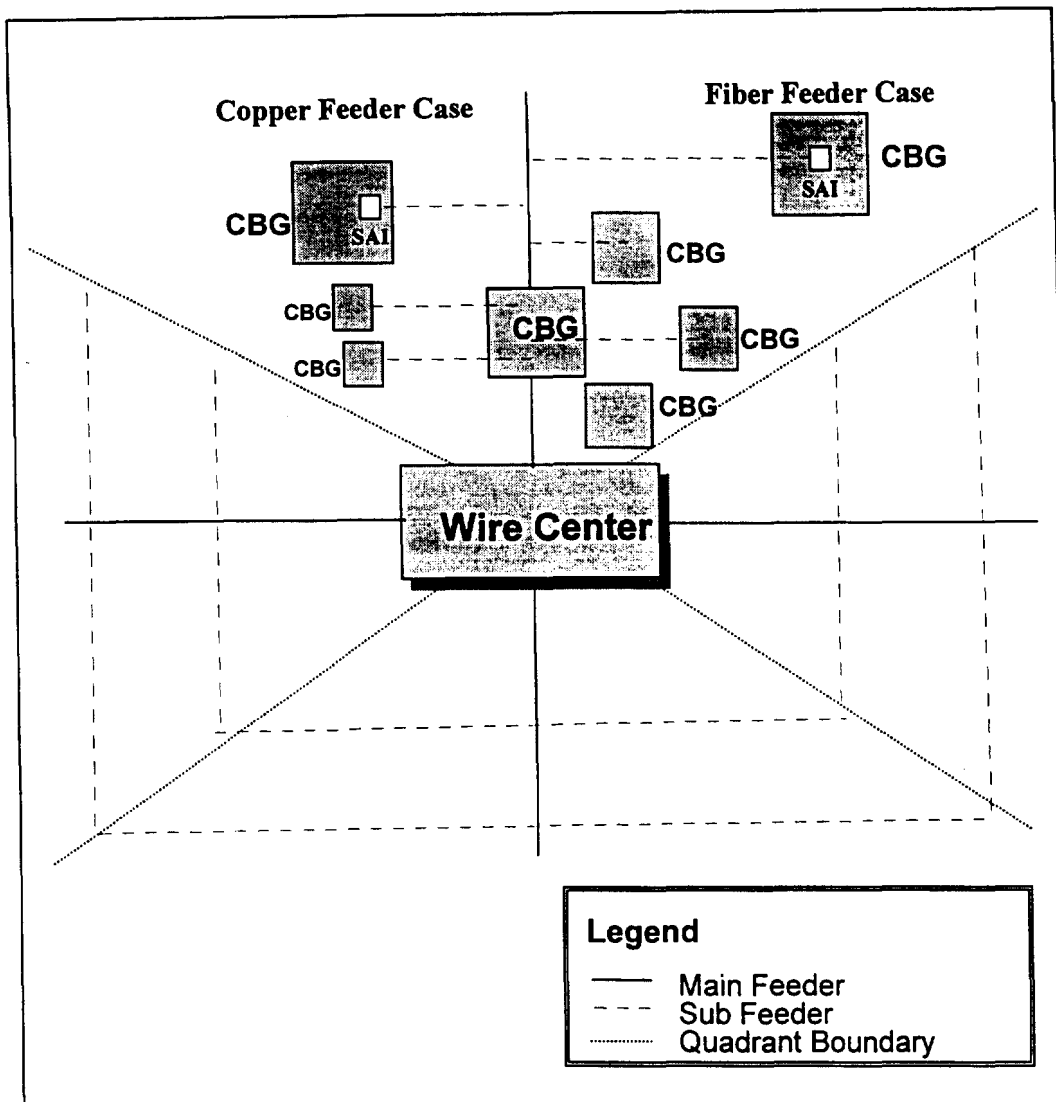 Copper Feeder Case
Fiber Feeder Case
CBG
SAI
CBG
SAI
CBG
CBG
CBG
CBG
CBG
CBG
CBG
Wire Center
Legend
Main Feeder
Sub Feeder
Quadrant Boundary